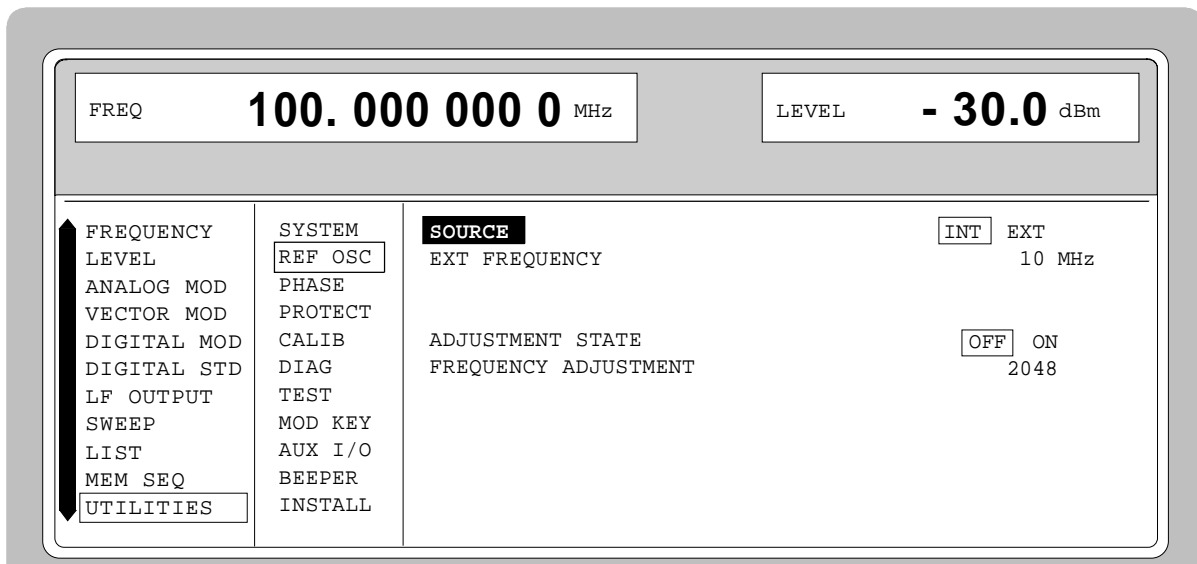 FREQ 100. 000 000 0 MHz LEVEL - 30.0 dBm
FREQUENCY
LEVEL
ANALOG MOD
VECTOR MOD
DIGITAL MOD
DIGITAL STD
LF OUTPUT
SWEEP
LIST
MEM SEQ
UTILITIES
SYSTEM
REF OSC
PHASE
PROTECT
CALIB
DIAG
TEST
MOD KEY
AUX I/O
BEEPER
INSTALL
SOURCE INT EXT
EXT FREQUENCY 10 MHz
ADJUSTMENT STATE OFF ON
FREQUENCY ADJUSTMENT 2048